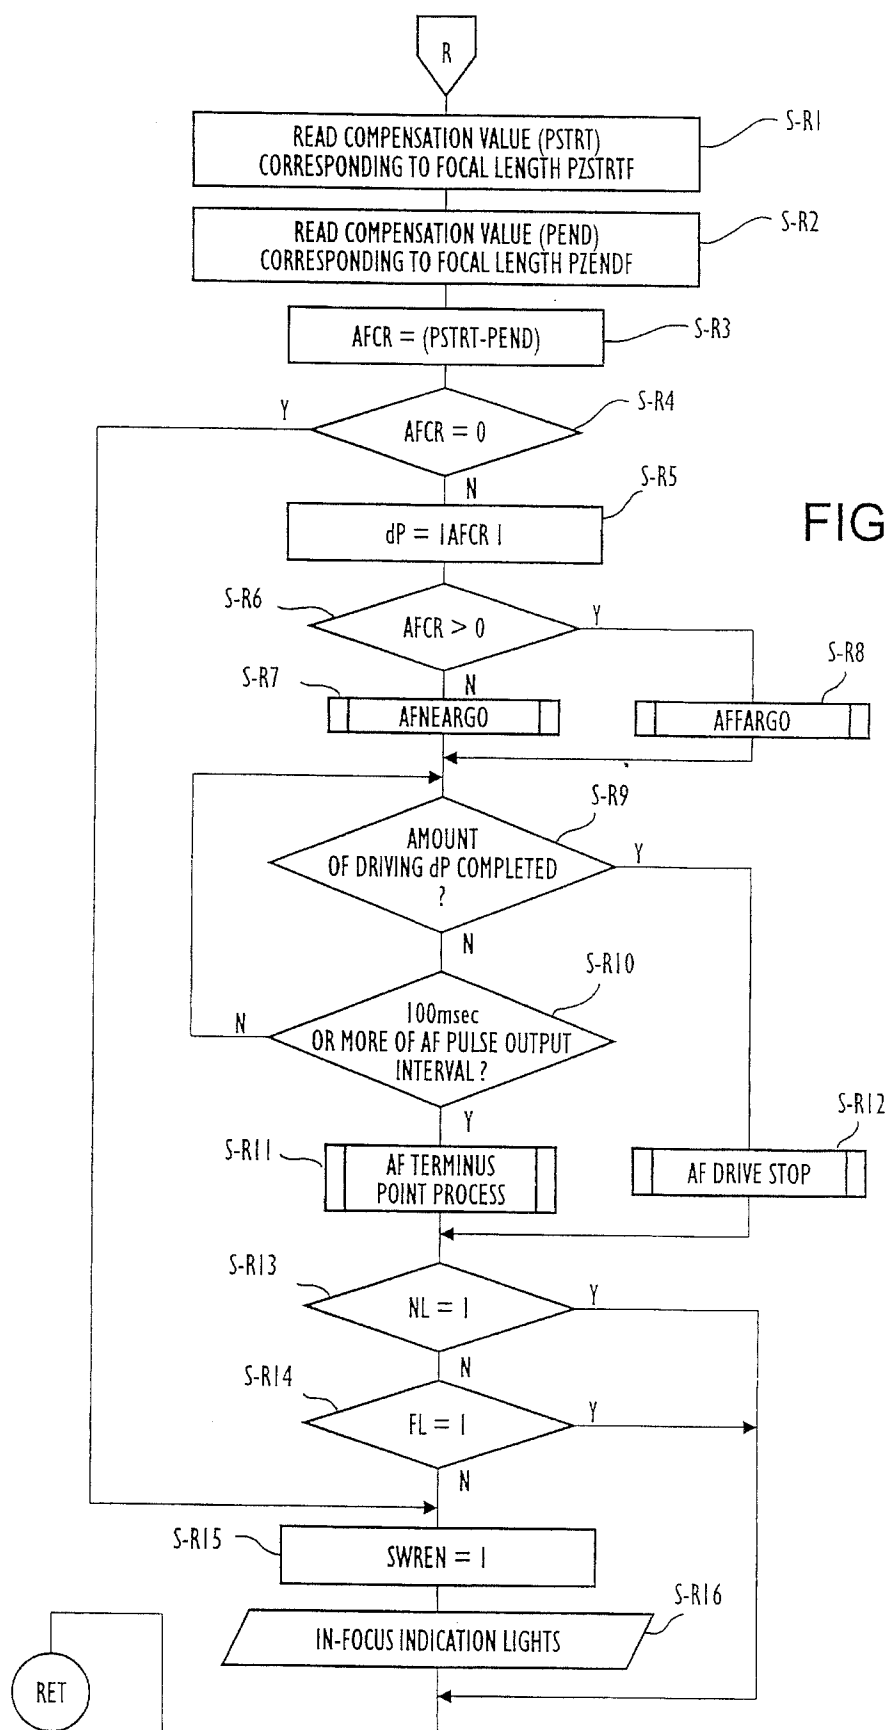 R
S-R1
READ COMPENSATION VALUE (PSTRT)
CORRESPONDING TO FOCAL LENGTH PZSTRTF
S-R2
READ COMPENSATION VALUE (PEND)
CORRESPONDING TO FOCAL LENGTH PZENDF
S-R3
AFCR = (PSTRT-PEND)
S-R4
Y
AFCR = 0
N
S-R5
dP = |AFCR|
FIG
S-R6
AFCR > 0
Y
N
S-R7
AFNEARGO
S-R8
AFFARGO
S-R9
AMOUNT
OF DRIVING dP COMPLETED
?
Y
N
S-R10
100msec
OR MORE OF AF PULSE OUTPUT
INTERVAL ?
N
Y
S-R11
AF TERMINUS
POINT PROCESS
S-R12
AF DRIVE STOP
S-R13
NL = 1
Y
N
S-R14
FL = 1
Y
N
S-R15
SWREN = 1
S-R16
IN-FOCUS INDICATION LIGHTS
RET